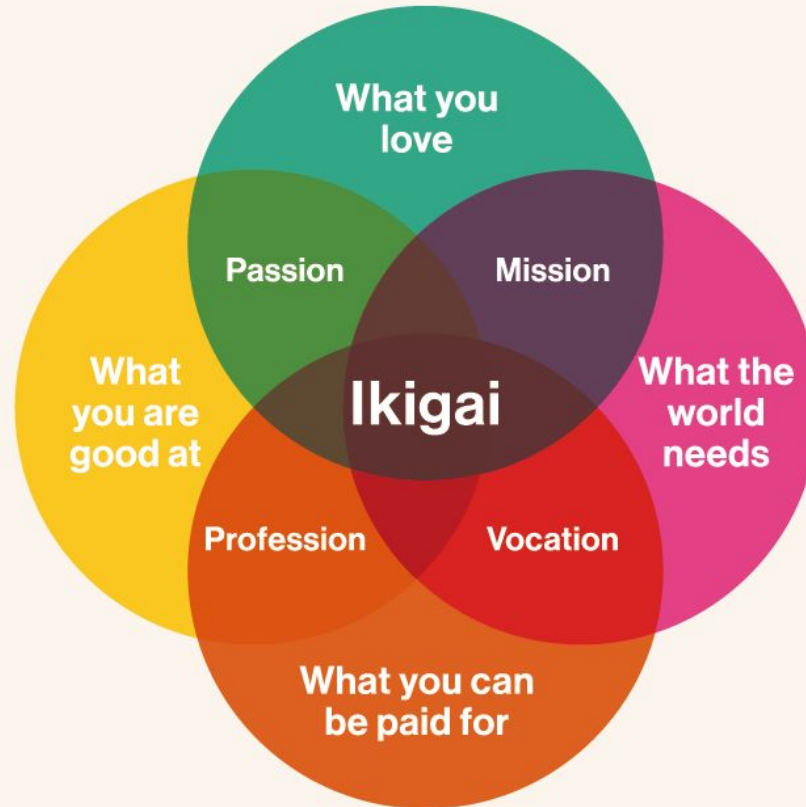 What you
love
Passion
Mission
What
you are
good at
Ikigai
What the
world
needs
Profession
Vocation
What you can
be paid for